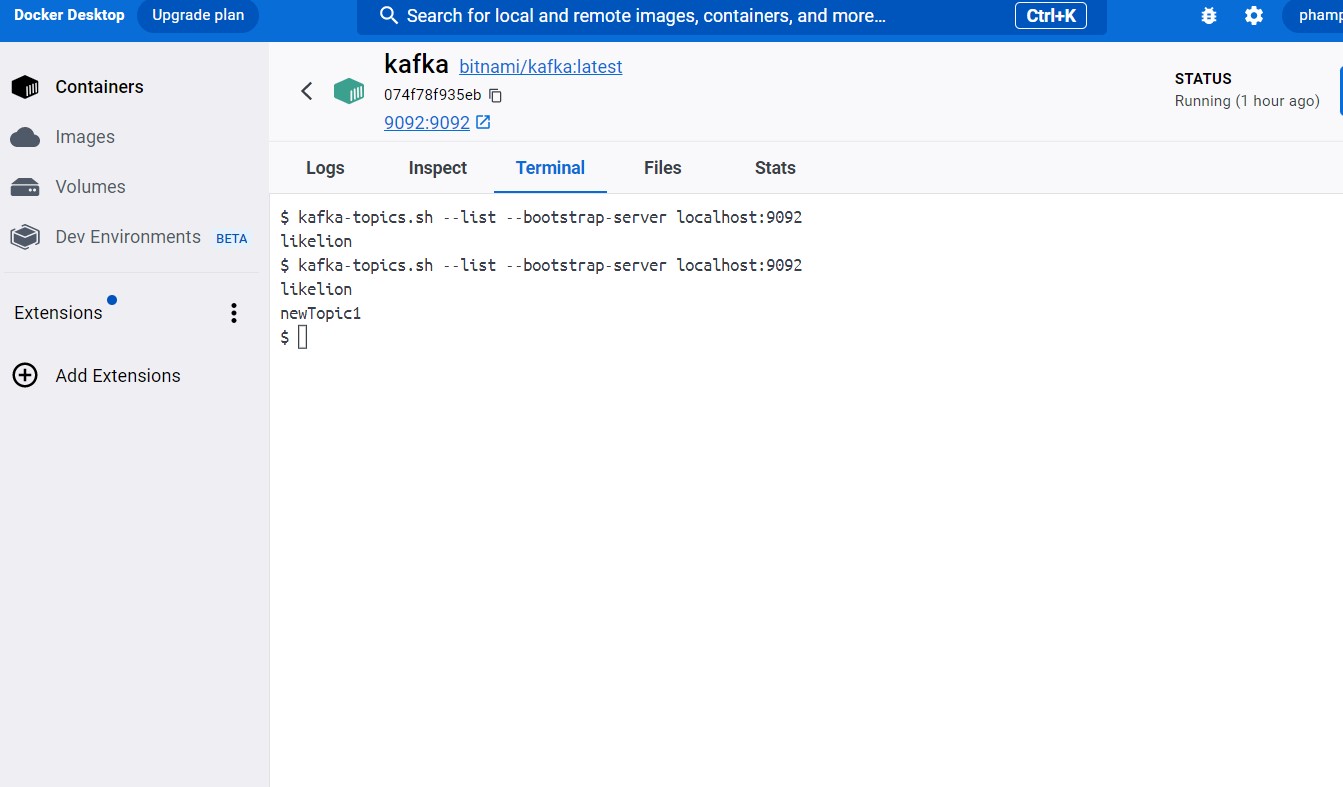 Docker Desktop Upgrade plan Search for local and remote images, containers, and more... Ctrl+K phamp
Containers
Images
Volumes
Dev Environments BETA
Extensions
Add Extensions
kafka bitnami/kafka:latest
074f78f935eb
9092:9092
STATUS
Running (1 hour ago)
Logs Inspect Terminal Files Stats
$ kafka-topics.sh --list --bootstrap-server localhost:9092
likelion
$ kafka-topics.sh --list --bootstrap-server localhost:9092
likelion
newTopic1
$